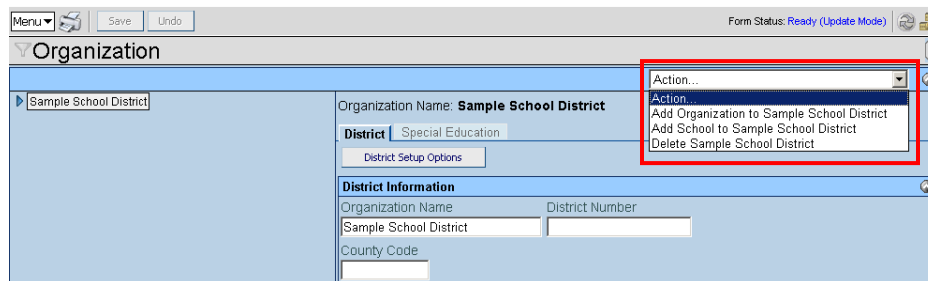 Menu Save Undo Form Status: Ready (Update Mode)
Organization
Action...
Sample School District
Action...
Add Organization to Sample School District
Add School to Sample School District
Delete Sample School District
Organization Name: Sample School District
District Special Education
District Setup Options
District Information
Organization Name District Number
Sample School District
County Code